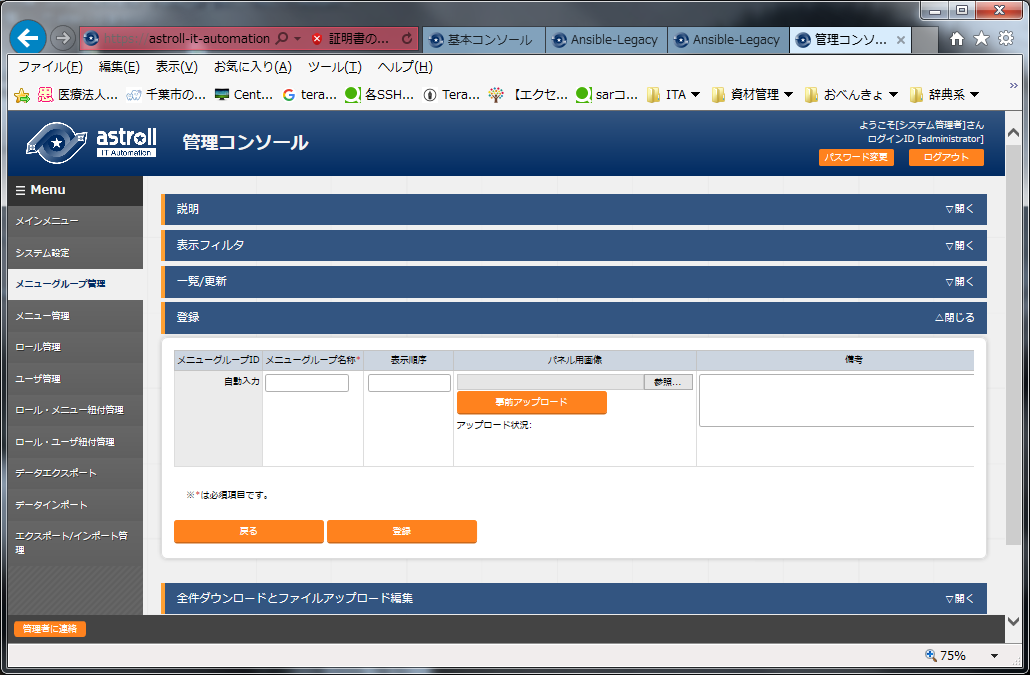 https://astroll-it-automation
証明書の...
基本コンソール
Ansible-Legacy
Ansible-Legacy
管理コンソ...
ファイル(F)
編集(E)
表示(V)
お気に入り(A)
ツール(T)
ヘルプ(H)
医療法人...
千葉市の...
Cent...
tera...
各SSH...
Tera...
【エクセ...
sarコ...
ITA
資材管理
おべんきょ
辞典系
astroll
IT Automation
管理コンソール
ようこそ[システム管理者]さん
ログインID [administrator]
パスワード変更
ログアウト
Menu
メインメニュー
システム設定
メニューグループ管理
メニュー管理
ロール管理
ユーザ管理
ロール・メニュー紐付管理
ロール・ユーザ紐付管理
データエクスポート
データインポート
エクスポート/インポート管
理
説明
▽開く
表示フィルタ
▽開く
一覧/更新
▽開く
登録
△閉じる
メニューグループID
メニューグループ名称*
表示順序
パネル用画像
備考
自動入力
参照...
事前アップロード
アップロード状況:
※*は必須項目です。
戻る
登録
全件ダウンロードとファイルアップロード編集
▽開く
管理者に連絡
75%